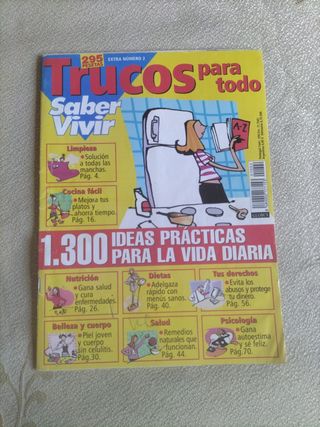 295
PESETAS
EXTRA NÚMERO 2
Trucos para
todo
Saber
Vivir
A-Z
Limpieza
• Solución
a todas las
manchas.
Pág. 4.
Cocina fácil
• Mejora tus
platos y
ahorra tiempo.
Pág. 16.
1.300 IDEAS PRÁCTICAS
PARA LA VIDA DIARIA
Nutrición
• Gana salud
y cura
enfermedades.
Pág. 26.
Dietas
• Adelgaza
rápido con
menús sanos.
Pág. 40.
Tus derechos
• Evita los
abusos y protege
tu dinero.
Pág. 56.
Belleza y cuerpo
• Piel joven
y cuerpo
sin celulitis.
Pág.30.
Salud
• Remedios
naturales que
funcionan.
Pág. 44.
Psicología
• Gana
autoestima
y sé feliz.
Pág.70.